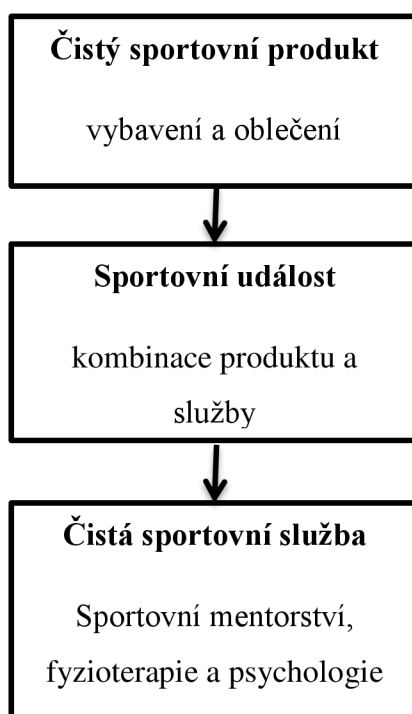 Čistý sportovní produkt
vybavení a oblečení
Sportovní událost
kombinace produktu a
služby
Čistá sportovní služba
Sportovní mentorství,
fyzioterapie a psychologie